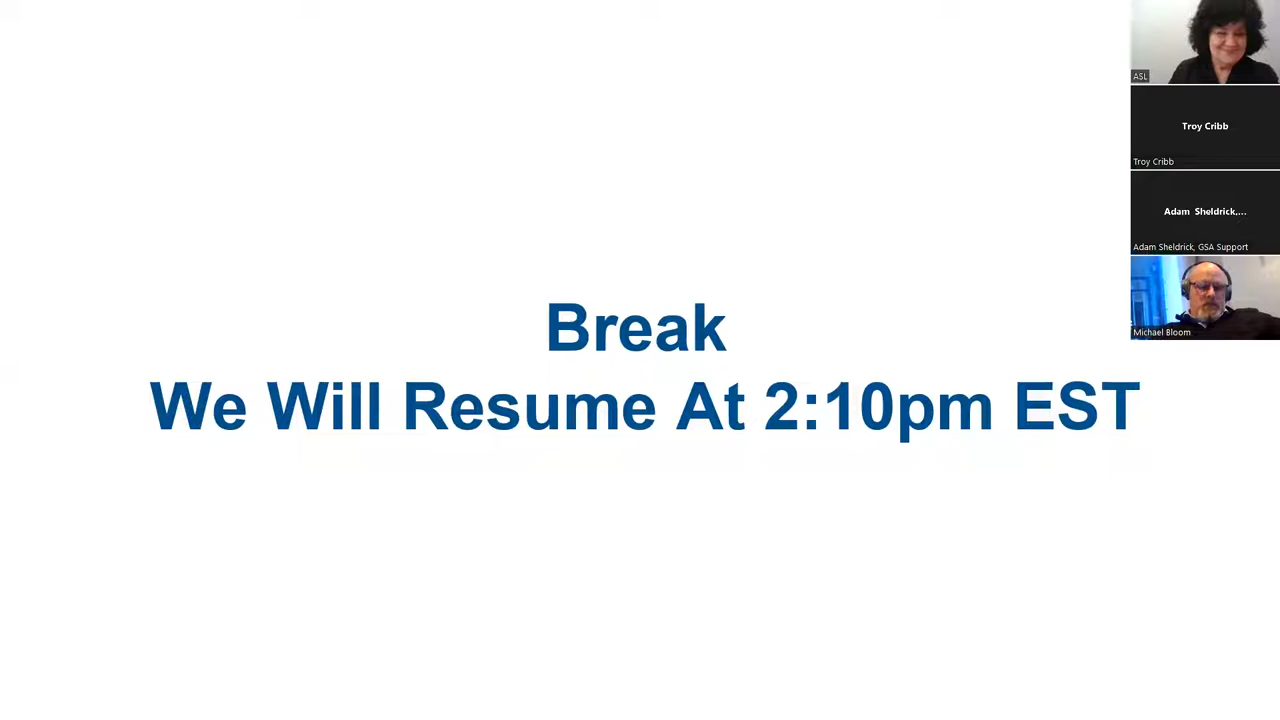 Break
We Will Resume At 2:10pm EST
ASL
Troy Cribb
Troy Cribb
Adam Sheldrick,...
Adam Sheldrick, GSA Support
Michael Bloom